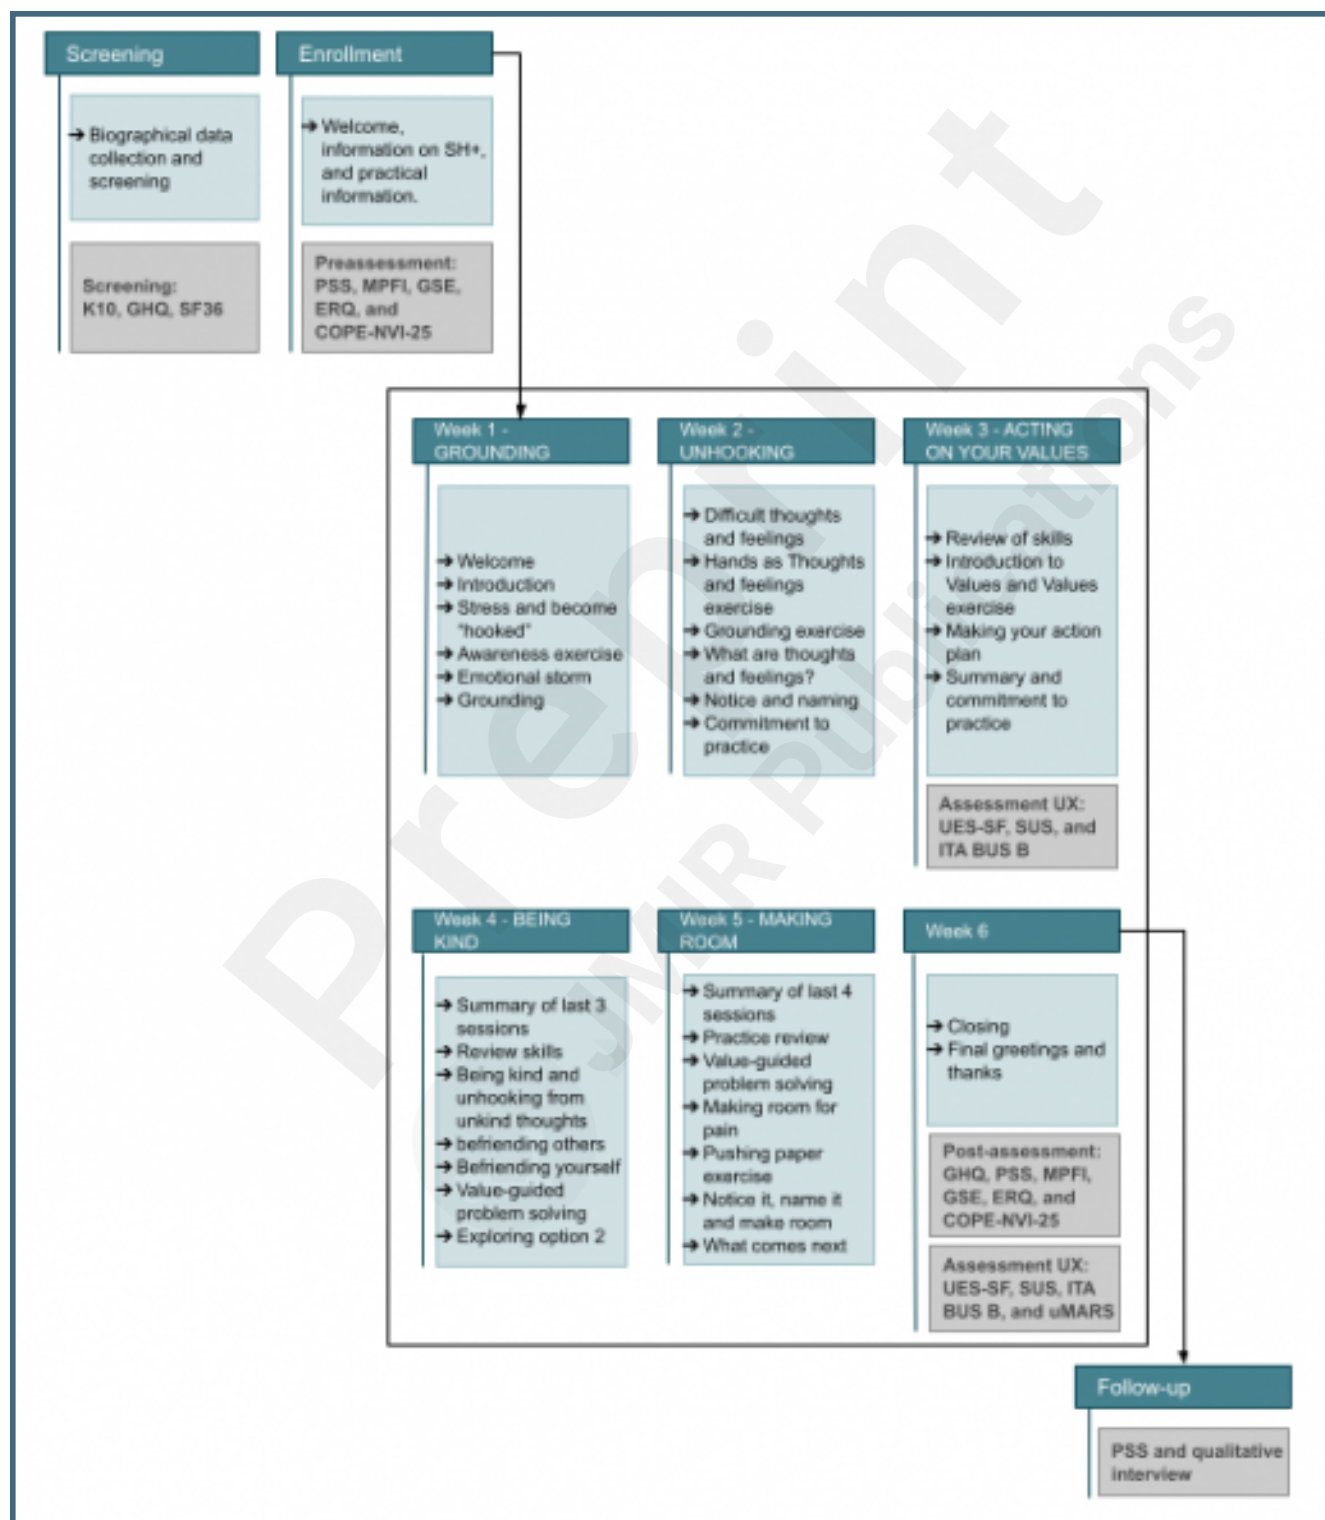 Screening
→ Biographical data
collection and
screening
Screening:
K10, GHQ, SF36
Enrollment
→ Welcome,
information on SH+,
and practical
information.
Preassessment:
PSS, MPFI, GSE,
ERQ, and
COPE-NVI-25
Week 1 -
GROUNDING
→ Welcome
→ Introduction
→ Stress and become
"hooked"
→ Awareness exercise
→ Emotional storm
→ Grounding
Week 2 -
UNHOOKING
→ Difficult thoughts
and feelings
→ Hands as Thoughts
and feelings
exercise
→ Grounding exercise
→ What are thoughts
and feelings?
→ Notice and naming
→ Commitment to
practice
Week 3 - ACTING
ON YOUR VALUES
→ Review of skills
→ Introduction to
Values and Values
exercise
→ Making your action
plan
→ Summary and
commitment to
practice
Assessment UX:
UES-SF, SUS, and
ITA BUS B
Week 4 - BEING
KIND
→ Summary of last 3
sessions
→ Review skills
→ Being kind and
unhooking from
unkind thoughts
→ befriending others
→ Befriending yourself
→ Value-guided
problem solving
→ Exploring option 2
Week 5 - MAKING
ROOM
→ Summary of last 4
sessions
→ Practice review
→ Value-guided
problem solving
→ Making room for
pain
→ Pushing paper
exercise
→ Notice it, name it
and make room
→ What comes next
Week 6
→ Closing
→ Final greetings and
thanks
Post-assessment:
GHQ, PSS, MPFI,
GSE, ERQ, and
COPE-NVI-25
Assessment UX:
UES-SF, SUS, ITA
BUS B, and uMARS
Follow-up
PSS and qualitative
interview
Preprint
JMIR Publications